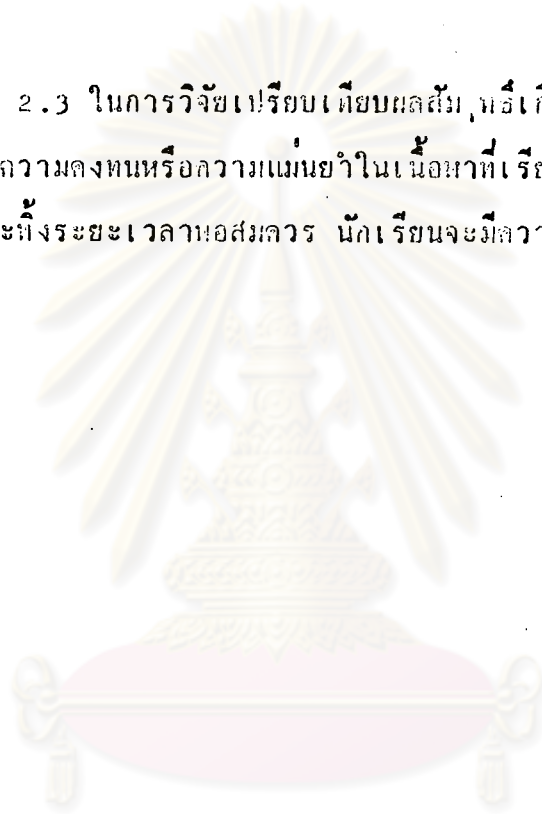 2.3 ในการวิจัยเปรียบเทียบผลสัมฤทธิ์เ
ความคงทนหรือความแม่นยำในเนื้อหาที่เรี
ะทิ้งระยะเวลาพอสมควร นักเรียนจะมีควา